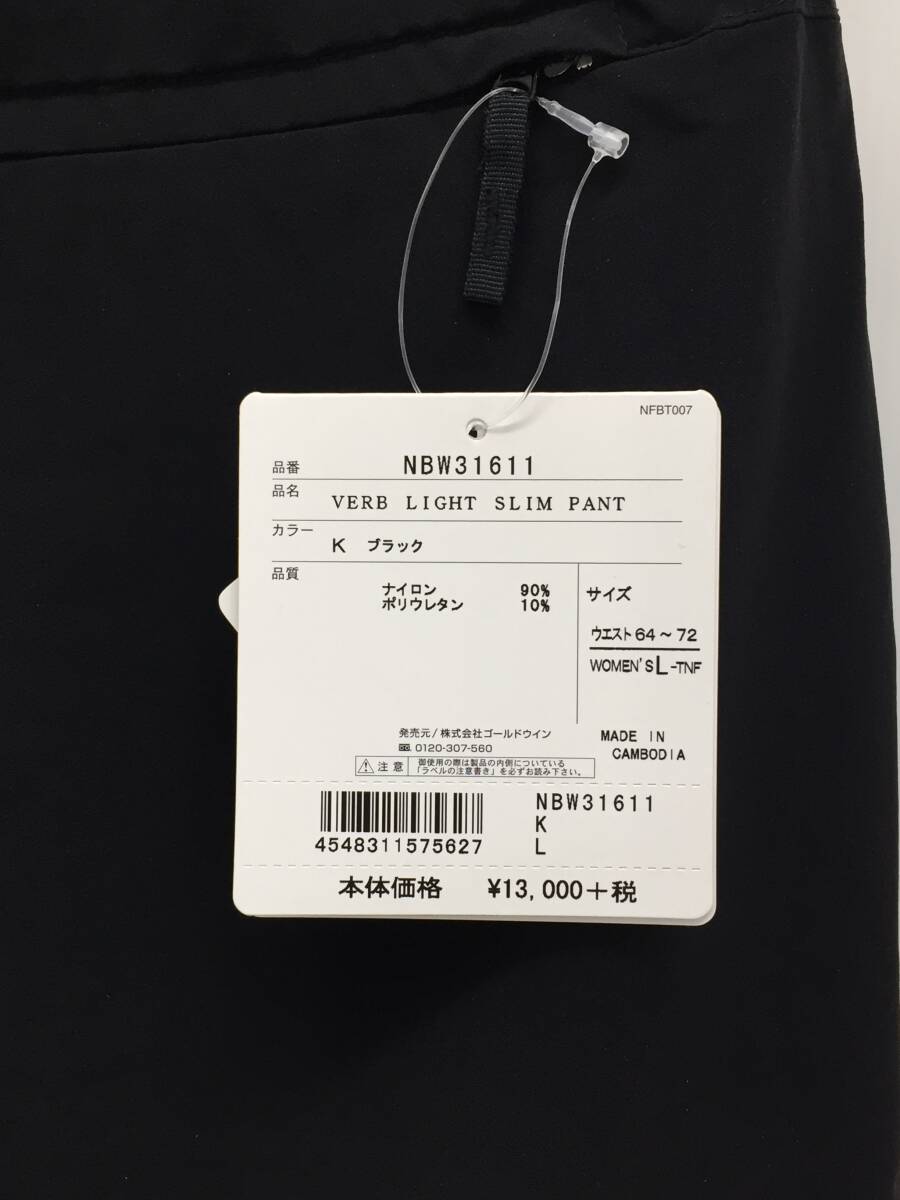 NFBT007
品番 NBW31611
品名 VERB LIGHT SLIM PANT
カラー K ブラック
品質
ナイロン 90%
ポリウレタン 10%
サイズ
ウエスト64~72
WOMEN'S L-TNF
発売元/株式会社ゴールドウイン
0120-307-560
注意 御使用の際は製品の内側についている
「ラベルの注意書き」を必ずお読み下さい。
MADE IN
CAMBODIA
4548311575627
NBW31611
K
L
本体価格 ¥13,000+税